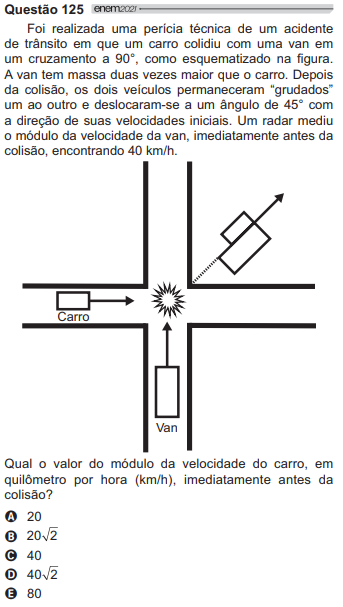 Questão 125 enem2021
Foi realizada uma perícia técnica de um acidente
de trânsito em que um carro colidiu com uma van em
um cruzamento a 90°, como esquematizado na figura.
A van tem massa duas vezes maior que o carro. Depois
da colisão, os dois veículos permaneceram “grudados”
um ao outro e deslocaram-se a um ângulo de 45° com
a direção de suas velocidades iniciais. Um radar mediu
o módulo da velocidade da van, imediatamente antes da
colisão, encontrando 40 km/h.
Carro
Van
Qual o valor do módulo da velocidade do carro, em
quilômetro por hora (km/h), imediatamente antes da
colisão?
A 20
B 20√2
C 40
D 40√2
E 80